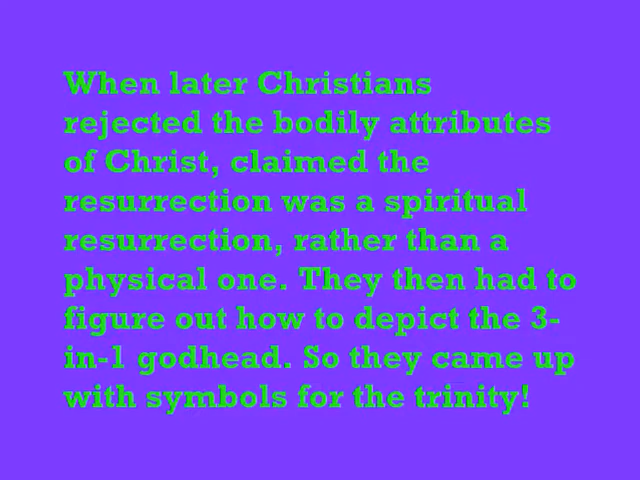 When later Christians
rejected the bodily attributes
of Christ, claimed the
resurrection was a spiritual
resurrection, rather than a
physical one. They then had to
figure out how to depict the 3-
in-1 godhead. So they came up
with symbols for the trinity!